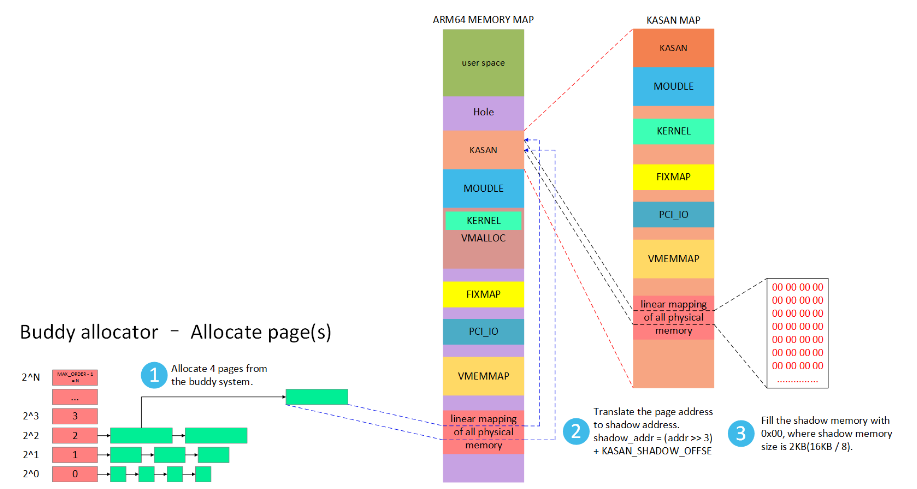 ARM64 MEMORY MAP
KASAN MAP
user space
Hole
KASAN
MOUDLE
KERNEL
VMALLOC
FIXMAP
PCI_IO
VMEMMAP
linear mapping
of all physical
memory
KASAN
MOUDLE
KERNEL
FIXMAP
PCI_IO
VMEMMAP
linear mapping
of all physical
memory
00 00 00 00
00 00 00 00
00 00 00 00
00 00 00 00
00 00 00 00
00 00 00 00
00 00 00 00
...............
Buddy allocator – Allocate page(s)
2^N
MAX_ORDER - 1
= N
...
2^3
3
2^2
2
2^1
1
2^0
0
1
Allocate 4 pages from
the buddy system.
2
Translate the page address
to shadow address.
shadow_addr = (addr >> 3)
+ KASAN_SHADOW_OFFSE
3
Fill the shadow memory with
0x00, where shadow memory
size is 2KB(16KB / 8).